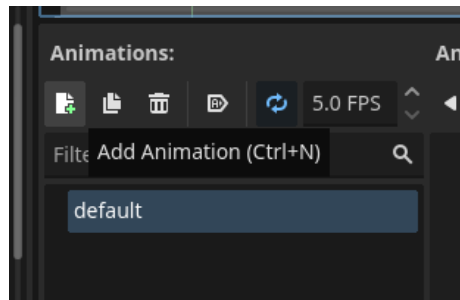 Animations:
An
5.0 FPS
Filte
Add Animation (Ctrl+N)
default